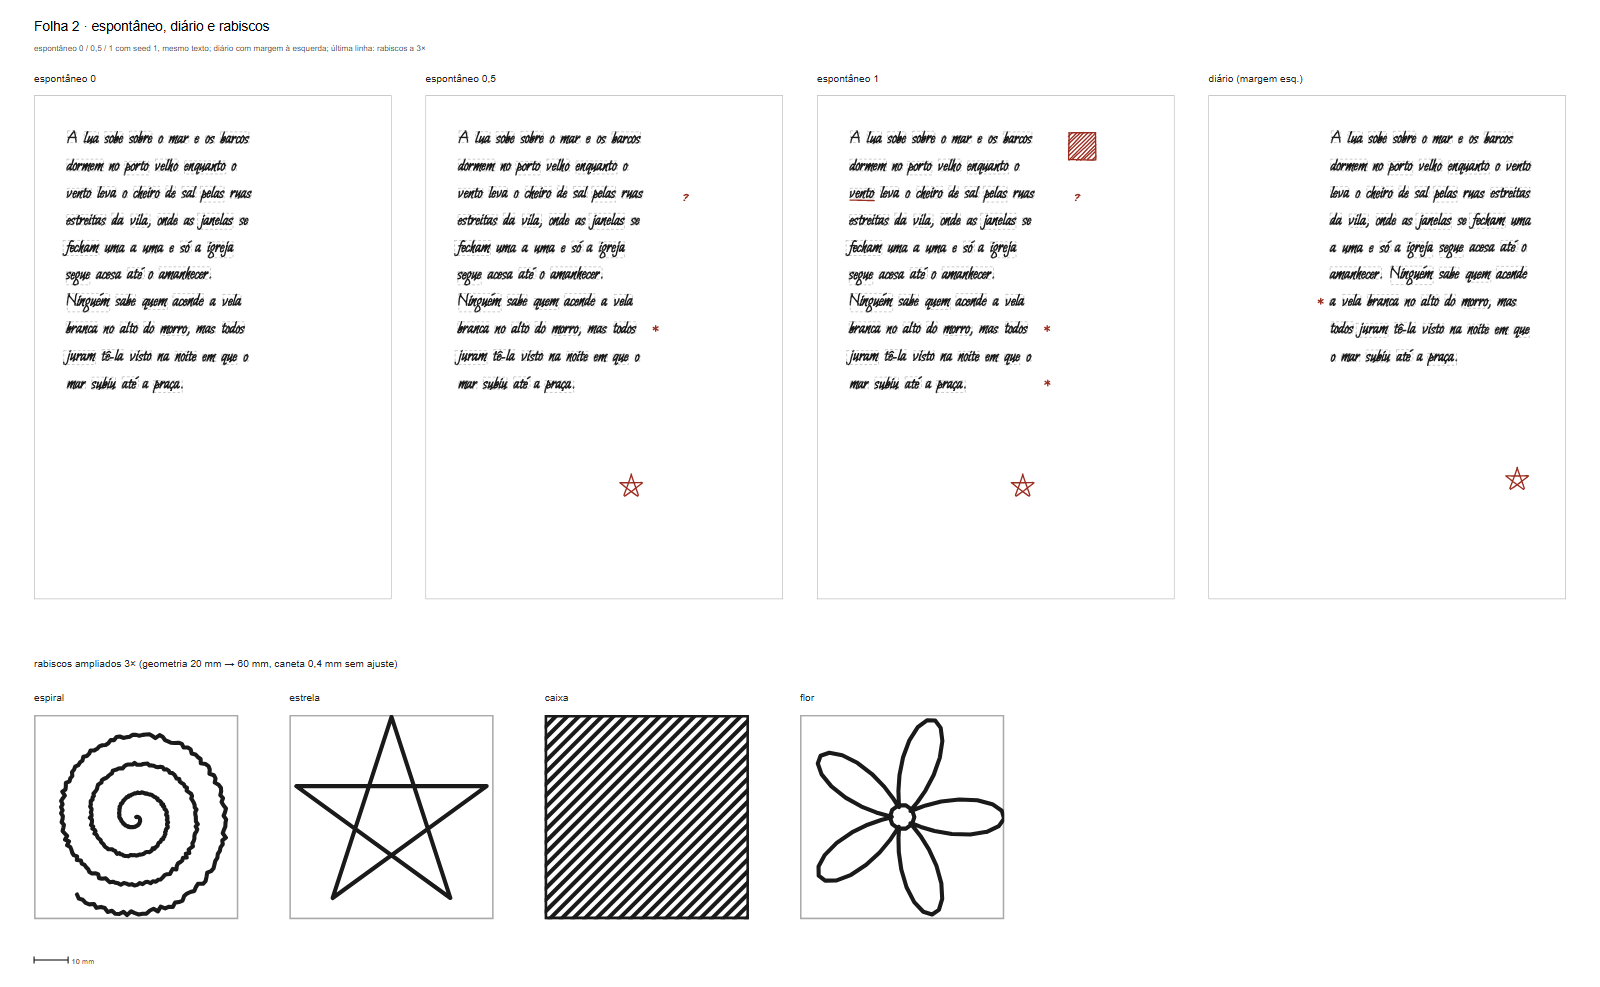 Folha 2 · espontâneo, diário e rabiscos
espontâneo 0 / 0,5 / 1 com seed 1, mesmo texto; diário com margem à esquerda; última linha: rabiscos a 3×
espontâneo 0
A lua sobe sobre o mar e os barcos
dormem no porto velho enquanto o
vento leva o cheiro de sal pelas ruas
estreitas da vila, onde as janelas se
fecham uma a uma e só a igreja
segue acesa até o amanhecer.
Ninguém sabe quem acende a vela
branca no alto do morro, mas todos
juram tê-la visto na noite em que o
mar subiu até a praça.
espontâneo 0,5
A lua sobe sobre o mar e os barcos
dormem no porto velho enquanto o
vento leva o cheiro de sal pelas ruas ?
estreitas da vila, onde as janelas se
fecham uma a uma e só a igreja
segue acesa até o amanhecer.
Ninguém sabe quem acende a vela
branca no alto do morro, mas todos *
juram tê-la visto na noite em que o
mar subiu até a praça.
espontâneo 1
A lua sobe sobre o mar e os barcos
dormem no porto velho enquanto o
vento leva o cheiro de sal pelas ruas ?
estreitas da vila, onde as janelas se
fecham uma a uma e só a igreja
segue acesa até o amanhecer.
Ninguém sabe quem acende a vela
branca no alto do morro, mas todos *
juram tê-la visto na noite em que o
mar subiu até a praça. *
diário (margem esq.)
A lua sobe sobre o mar e os barcos
dormem no porto velho enquanto o vento
leva o cheiro de sal pelas ruas estreitas
da vila, onde as janelas se fecham uma
a uma e só a igreja segue acesa até o
amanhecer. Ninguém sabe quem acende
* a vela branca no alto do morro, mas
todos juram tê-la visto na noite em que
o mar subiu até a praça.
rabiscos ampliados 3× (geometria 20 mm → 60 mm, caneta 0,4 mm sem ajuste)
espiral
estrela
caixa
flor
10 mm